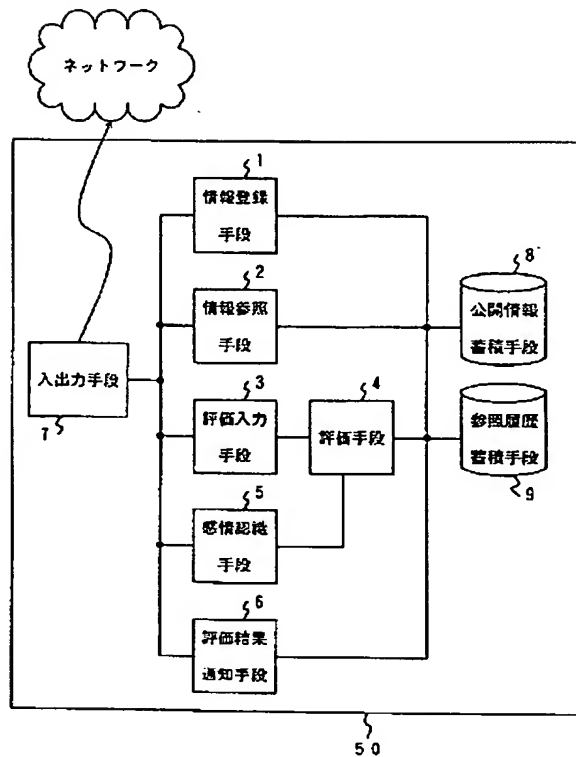 ネットワーク
1
情報登録
手段
2
情報参照
手段
8
公開情報
蓄積手段
入出力手段
7
3
評価入力
手段
4
評価手段
参照履歴
蓄積手段
9
5
感情認識
手段
6
評価結果
通知手段
50